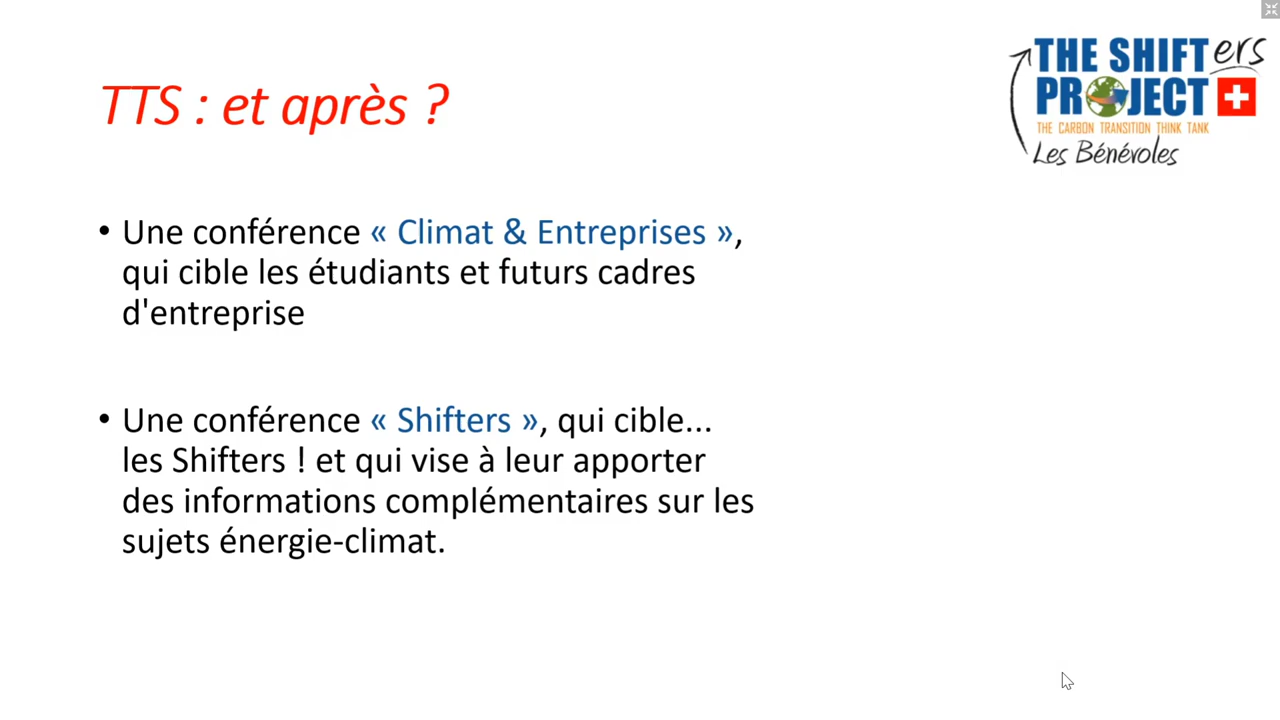 TTS : et après ?
THE SHIFTers
PROJECT
THE CARBON TRANSITION THINK TANK
Les Bénévoles
• Une conférence « Climat & Entreprises »,
qui cible les étudiants et futurs cadres
d'entreprise
• Une conférence « Shifters », qui cible...
les Shifters ! et qui vise à leur apporter
des informations complémentaires sur les
sujets énergie-climat.